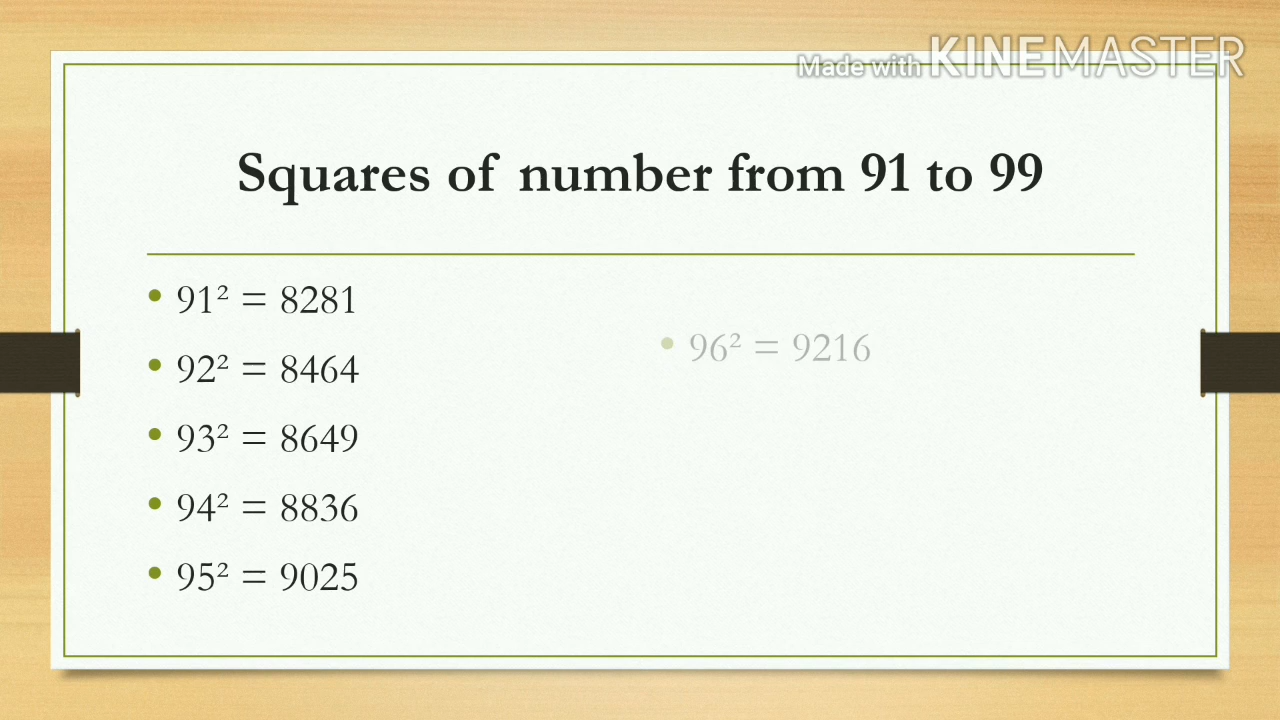 Made with KINEMASTER
Squares of number from 91 to 99
• 91² = 8281
• 92² = 8464
• 93² = 8649
• 94² = 8836
• 95² = 9025
• 96² = 9216